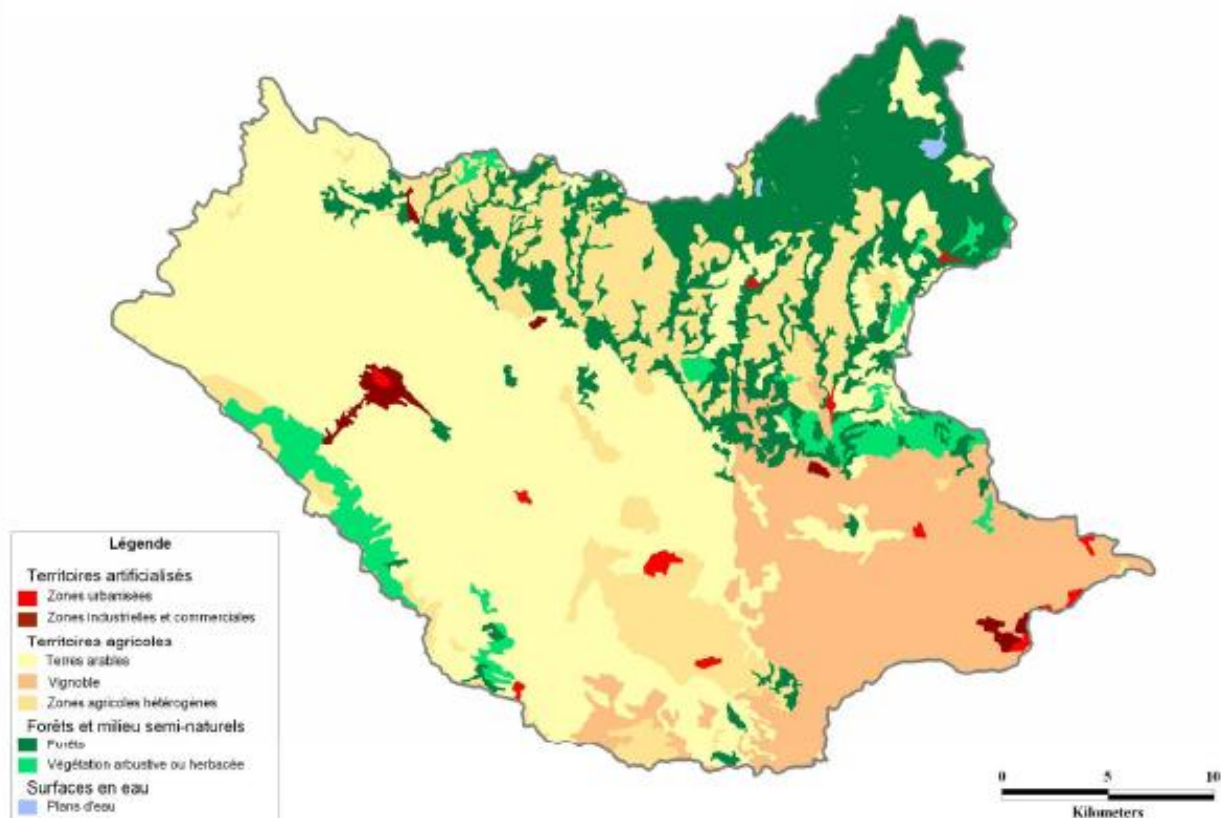 Légende
Territoires artificialisés
Zones urbanisées
Zones industrielles et commerciales
Territoires agricoles
Terres arables
Vignoble
Zones agricoles hétérogènes
Forêts et milieu semi-naturels
Forêts
Végétation arbustive ou herbacée
Surfaces en eau
Plans d'eau
0 5 10
Kilometers